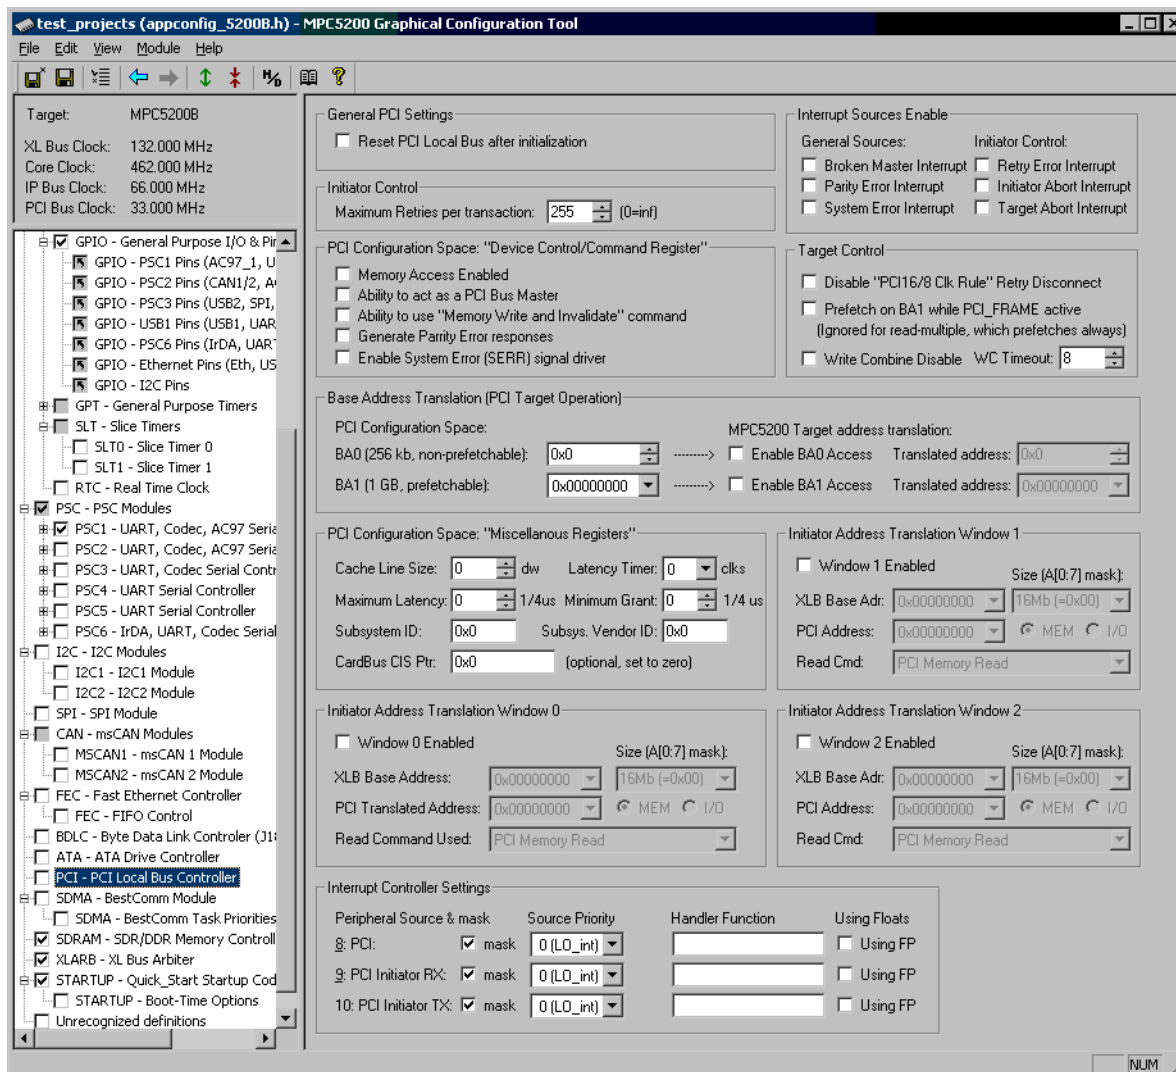 test_projects (appconfig_5200B.h) - MPC5200 Graphical Configuration Tool
File Edit View Module Help
H/D
Target: MPC5200B
XL Bus Clock: 132.000 MHz
Core Clock: 462.000 MHz
IP Bus Clock: 66.000 MHz
PCI Bus Clock: 33.000 MHz
GPIO - General Purpose I/O & Pir
GPIO - PSC1 Pins (AC97_1, U
GPIO - PSC2 Pins (CAN1/2, A
GPIO - PSC3 Pins (USB2, SPI,
GPIO - USB1 Pins (USB1, UAR
GPIO - PSC6 Pins (IrDA, UAR
GPIO - Ethernet Pins (Eth, US
GPIO - I2C Pins
GPT - General Purpose Timers
SLT - Slice Timers
SLT0 - Slice Timer 0
SLT1 - Slice Timer 1
RTC - Real Time Clock
PSC - PSC Modules
PSC1 - UART, Codec, AC97 Seria
PSC2 - UART, Codec, AC97 Seria
PSC3 - UART, Codec Serial Contr
PSC4 - UART Serial Controller
PSC5 - UART Serial Controller
PSC6 - IrDA, UART, Codec Serial
I2C - I2C Modules
I2C1 - I2C1 Module
I2C2 - I2C2 Module
SPI - SPI Module
CAN - msCAN Modules
MSCAN1 - msCAN 1 Module
MSCAN2 - msCAN 2 Module
FEC - Fast Ethernet Controller
FEC - FIFO Control
BDLC - Byte Data Link Controler (J18
ATA - ATA Drive Controller
PCI - PCI Local Bus Controller
SDMA - BestComm Module
SDMA - BestComm Task Priorities
SDRAM - SDR/DDR Memory Controll
XLARB - XL Bus Arbiter
STARTUP - Quick_Start Startup Cod
STARTUP - Boot-Time Options
Unrecognized definitions
General PCI Settings
Reset PCI Local Bus after initialization
Initiator Control
Maximum Retries per transaction: 255 (0=inf)
Interrupt Sources Enable
General Sources: Initiator Control:
Broken Master Interrupt Retry Error Interrupt
Parity Error Interrupt Initiator Abort Interrupt
System Error Interrupt Target Abort Interrupt
PCI Configuration Space: "Device Control/Command Register"
Memory Access Enabled
Ability to act as a PCI Bus Master
Ability to use "Memory Write and Invalidate" command
Generate Parrity Error responses
Enable System Error (SERR) signal driver
Target Control
Disable "PCI16/8 Clk Rule" Retry Disconnect
Prefetch on BA1 while PCI_FRAME active
(Ignored for read-multiple, which prefetches always)
Write Combine Disable WC Timeout: 8
Base Address Translation (PCI Target Operation)
PCI Configuration Space: MPC5200 Target address translation:
BA0 (256 kb, non-prefetchable): 0x0 --------> Enable BA0 Access Translated address: 0x0
BA1 (1 GB, prefetchable): 0x00000000 --------> Enable BA1 Access Translated address: 0x00000000
PCI Configuration Space: "Miscellanous Registers"
Cache Line Size: 0 dw Latency Timer: 0 clks
Maximum Latency: 0 1/4us Minimum Grant: 0 1/4 us
Subsystem ID: 0x0 Subsys. Vendor ID: 0x0
CardBus CIS Ptr: 0x0 (optional, set to zero)
Initiator Address Translation Window 1
Window 1 Enabled
Size (A[0:7] mask):
XLB Base Adr: 0x00000000 16Mb (=0x00)
PCI Address: 0x00000000 MEM I/O
Read Cmd: PCI Memory Read
Initiator Address Translation Window 0
Window 0 Enabled
Size (A[0:7] mask):
XLB Base Address: 0x00000000 16Mb (=0x00)
PCI Translated Address: 0x00000000 MEM I/O
Read Command Used: PCI Memory Read
Initiator Address Translation Window 2
Window 2 Enabled
Size (A[0:7] mask):
XLB Base Adr: 0x00000000 16Mb (=0x00)
PCI Address: 0x00000000 MEM I/O
Read Cmd: PCI Memory Read
Interrupt Controller Settings
Peripheral Source & mask Source Priority Handler Function Using Floats
8: PCI: mask 0 (LO_int) Using FP
9: PCI Initiator RX: mask 0 (LO_int) Using FP
10: PCI Initiator TX: mask 0 (LO_int) Using FP
NUM